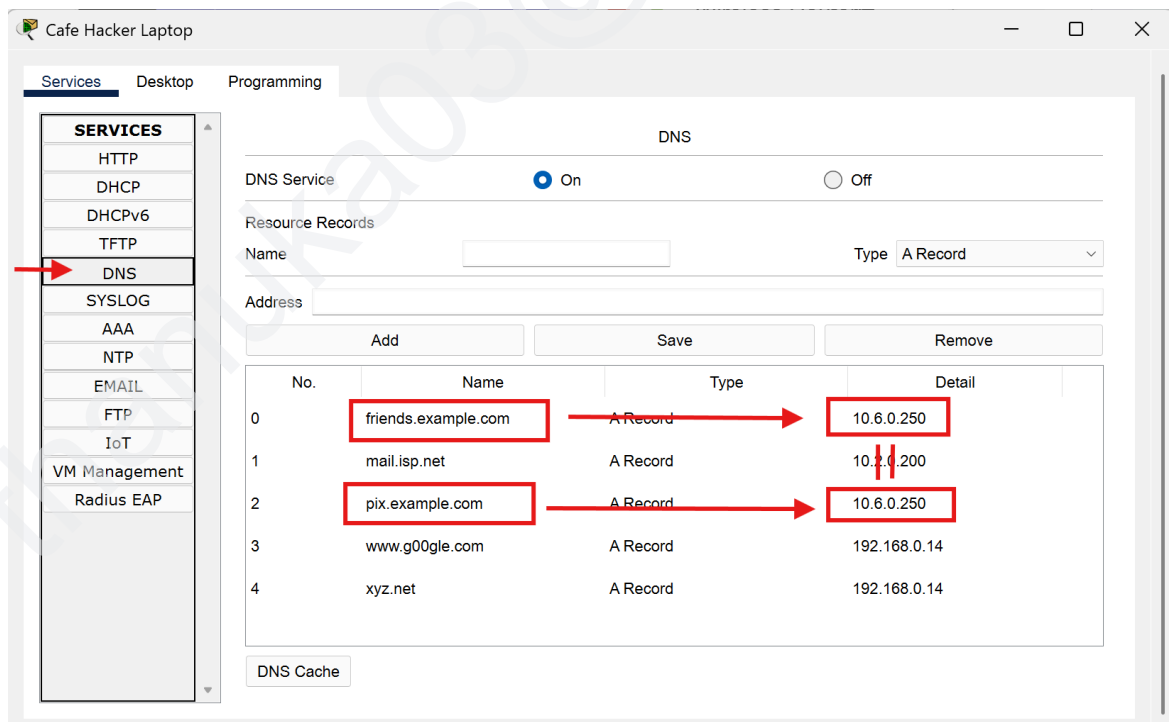 Cafe Hacker Laptop
Services Desktop Programming
SERVICES
HTTP
DHCP
DHCPv6
TFTP
DNS
SYSLOG
AAA
NTP
EMAIL
FTP
IoT
VM Management
Radius EAP
DNS
DNS Service On Off
Resource Records
Name Type A Record
Address
Add Save Remove
No. Name Type Detail
0 friends.example.com A Record 10.6.0.250
1 mail.isp.net A Record 10.2.0.200
2 pix.example.com A Record 10.6.0.250
3 www.g00gle.com A Record 192.168.0.14
4 xyz.net A Record 192.168.0.14
DNS Cache